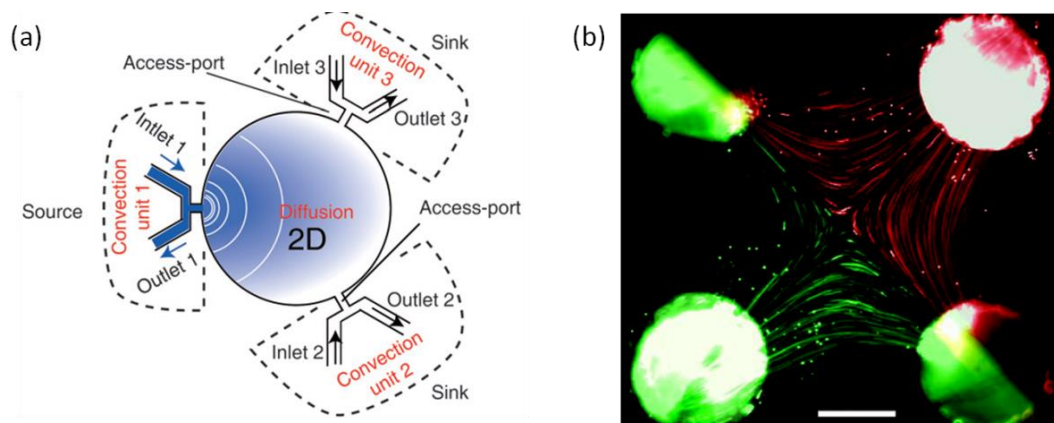 (a)
Sink
Convection
unit 3
Inlet 3
Access-port
Outlet 3
Intlet 1
Convection
unit 1
Source
Outlet 1
Diffusion
2D
Access-port
Outlet 2
Inlet 2
Convection
unit 2
Sink
(b)